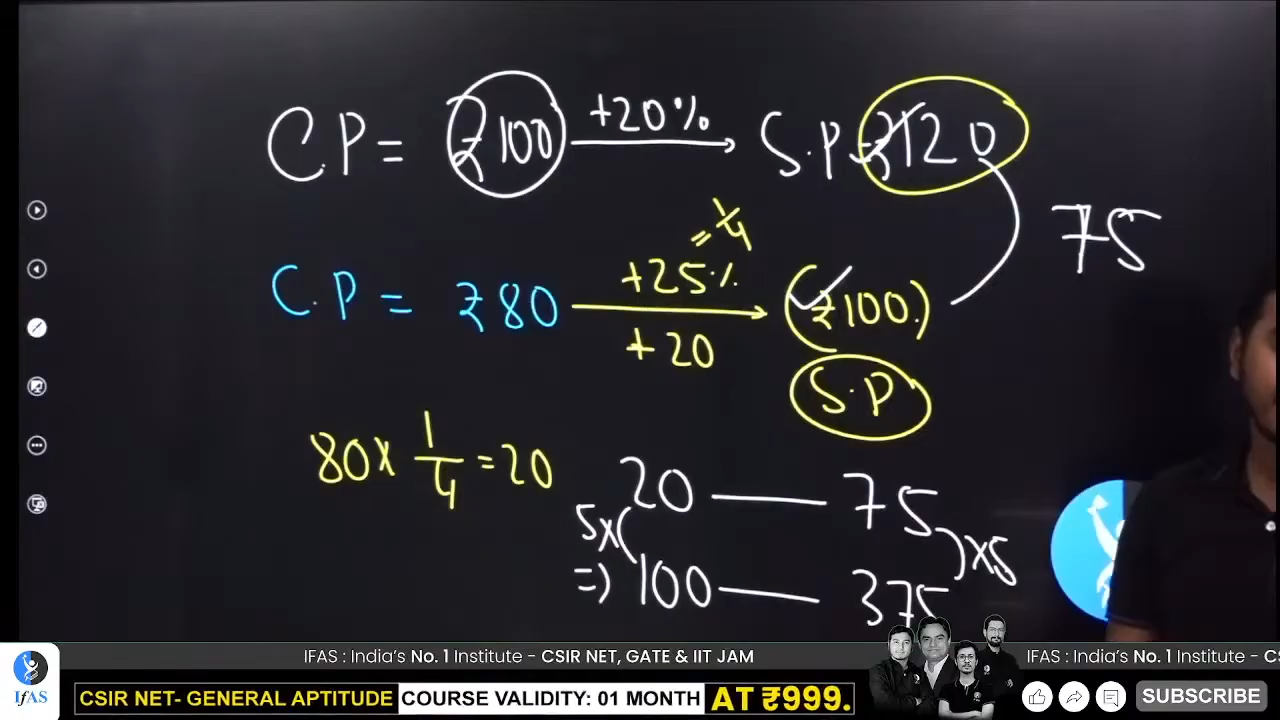 C.P = ₹100 +20% S.P = ₹120
75
= 1/4
C.P = ₹80 +25% (₹100.)
+20
S.P
80 x 1/4 = 20
20 — 75
5x( )x5
=> 100 — 375
IFAS : India's No. 1 Institute - CSIR NET, GATE & IIT JAM
IFAS : India's No. 1 Institute - CS
IFAS
CSIR NET- GENERAL APTITUDE COURSE VALIDITY: 01 MONTH AT ₹999.
SUBSCRIBE